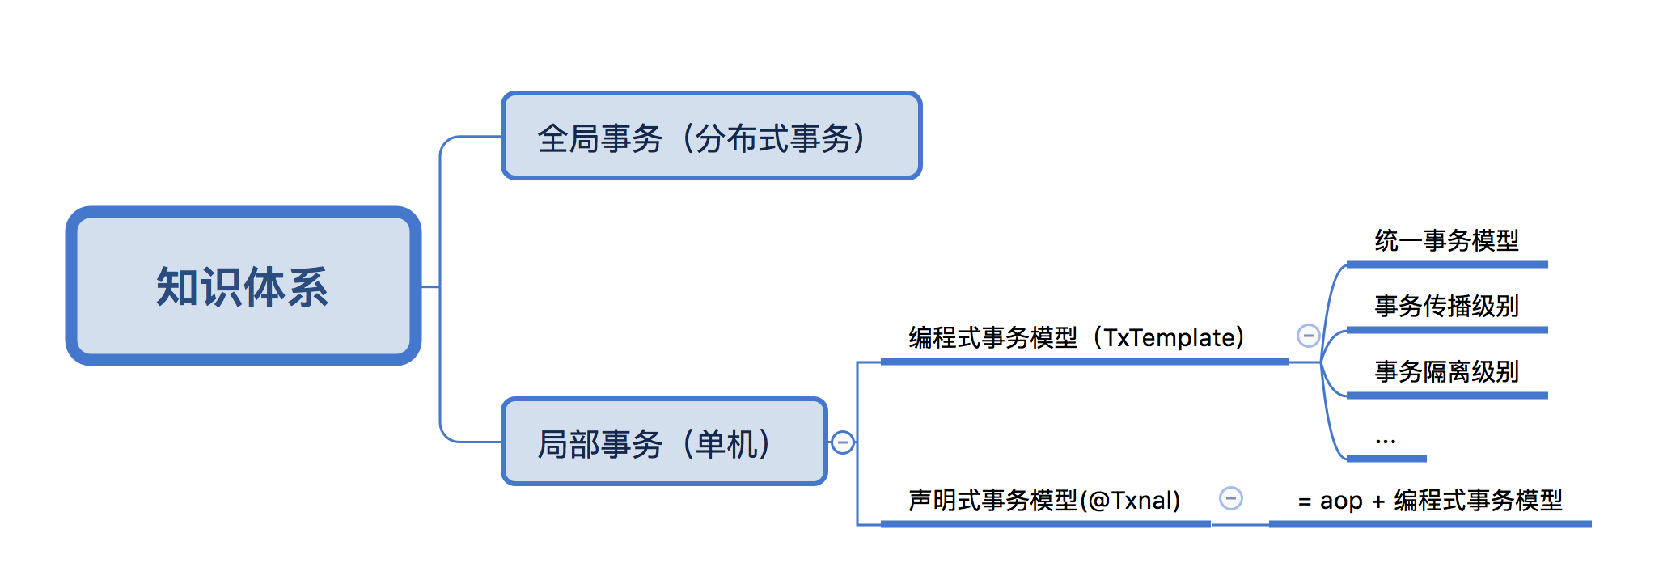 知识体系
全局事务（分布式事务）
局部事务（单机）
编程式事务模型（TxTemplate）
统一事务模型
事务传播级别
事务隔离级别
...
声明式事务模型(@Txnal)
= aop + 编程式事务模型